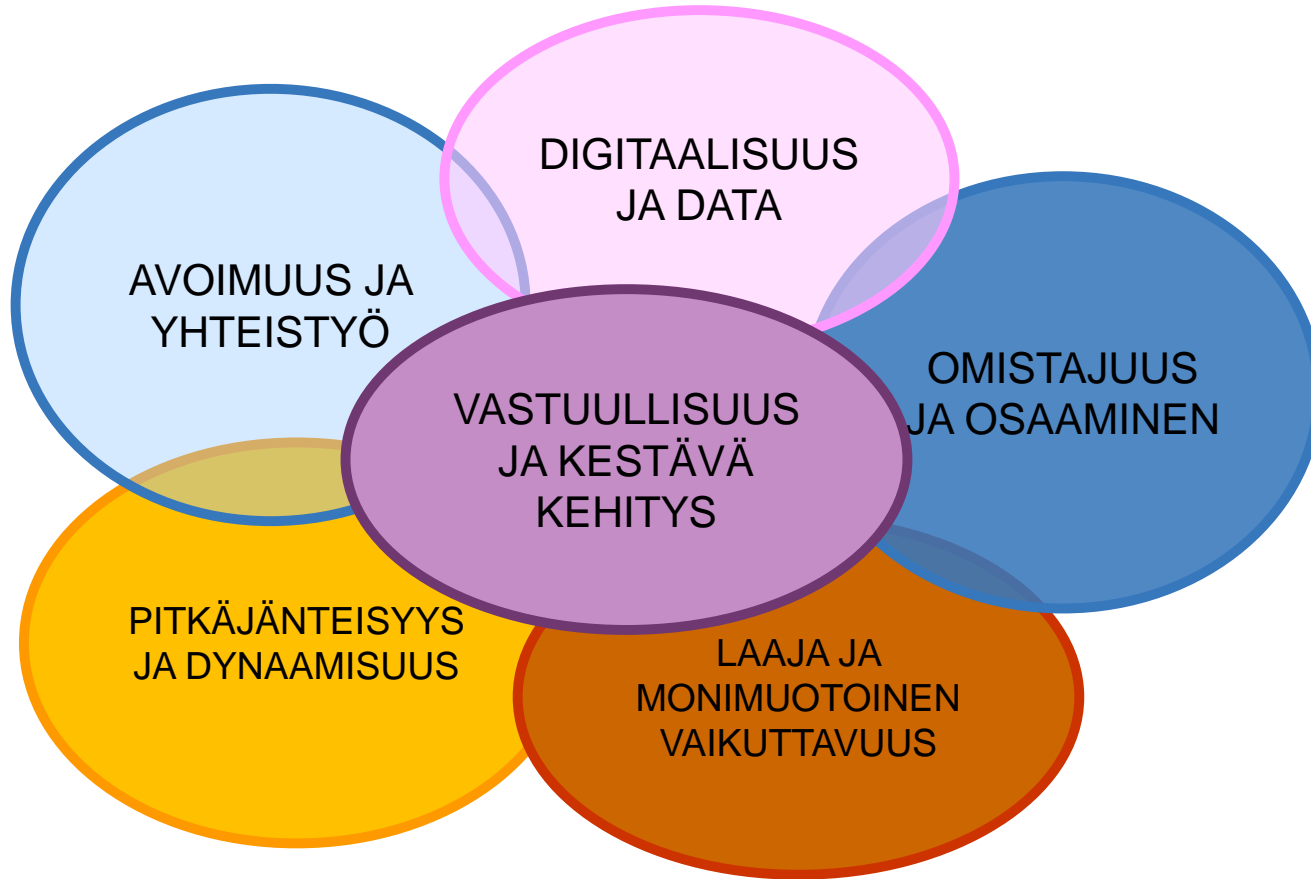 DIGITAALISUUS
JA DATA
AVOIMUUS JA
YHTEISTYÖ
OMISTAJUUS
JA OSAAMINEN
VASTUULLISUUS
JA KESTÄVÄ
KEHITYS
PITKÄJÄNTEISYYS
JA DYNAAMISUUS
LAAJA JA
MONIMUOTOINEN
VAIKUTTAVUUS